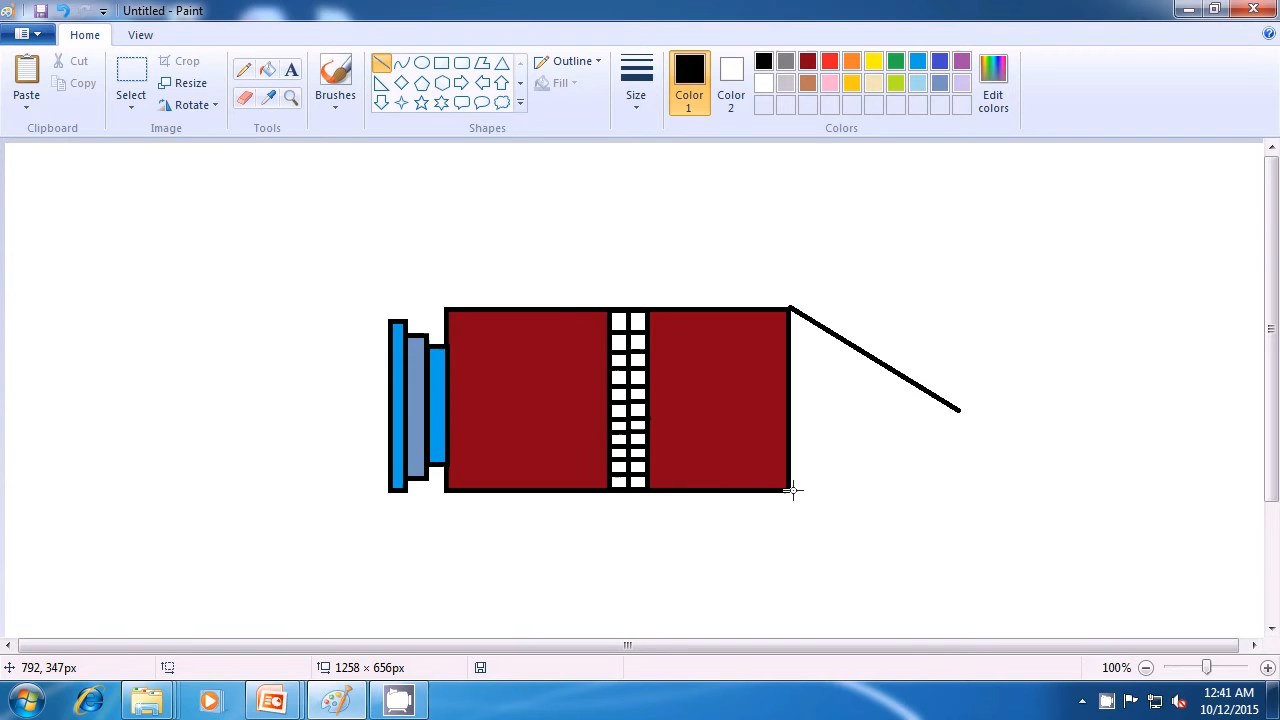 Untitled - Paint
Home View
Paste
Cut
Copy
Clipboard
Select
Crop
Resize
Rotate
Image
A
Tools
Brushes
Outline
Fill
Shapes
Size
Color 1
Color 2
Edit colors
Colors
792, 347px
1258 × 656px
100%
12:41 AM
10/12/2015